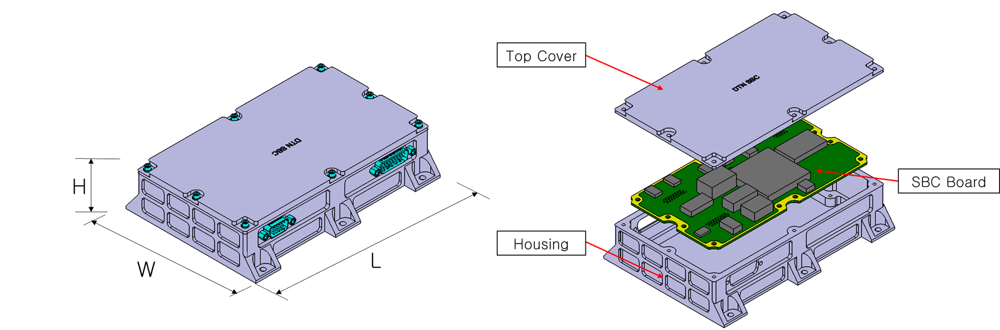 DTN SBC
H
W
L
Top Cover
DTN SBC
SBC Board
Housing